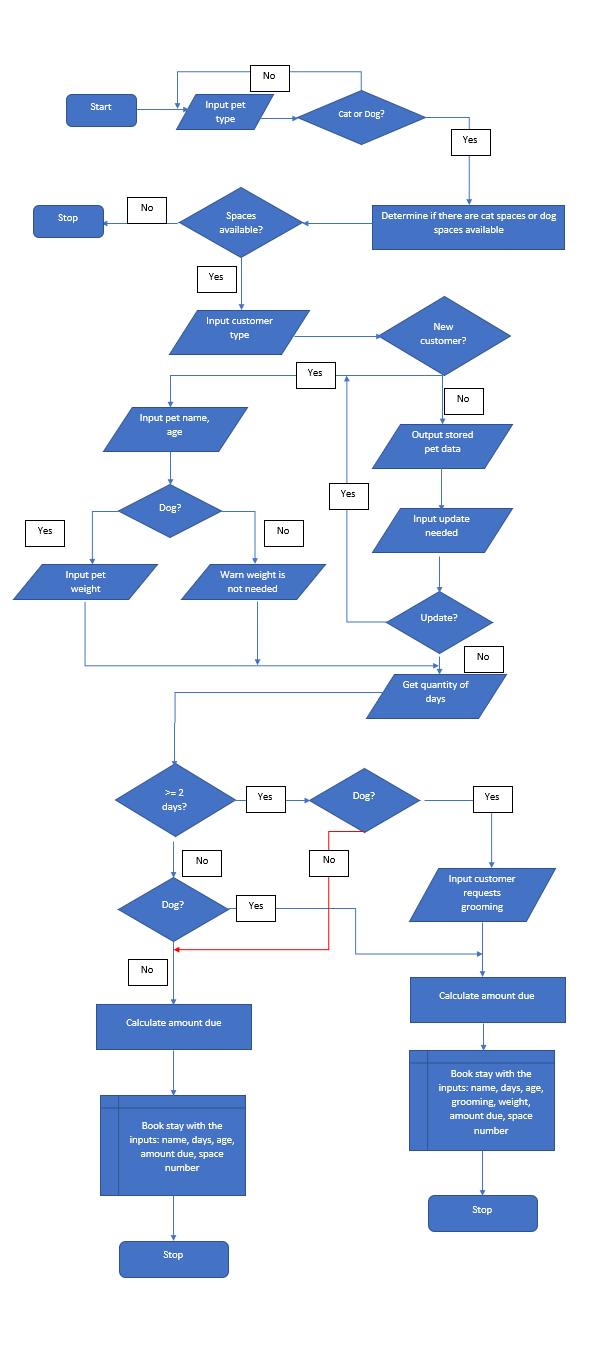 No
Start
Input pet
type
Cat or Dog?
Yes
Stop
No
Spaces
available?
Determine if there are cat spaces or dog
spaces available
Yes
Input customer
type
New
customer?
Yes
No
Input pet name,
age
Output stored
pet data
Yes
Dog?
Input update
needed
Yes
No
Input pet
weight
Warn weight is
not needed
Update?
No
Get quantity of
days
>= 2
days?
Yes
Dog?
Yes
No
No
Input customer
requests
grooming
Dog?
Yes
No
Calculate amount due
Calculate amount due
Book stay with the
inputs: name, days, age,
grooming, weight,
amount due, space
number
Book stay with the
inputs: name, days, age,
amount due, space
number
Stop
Stop